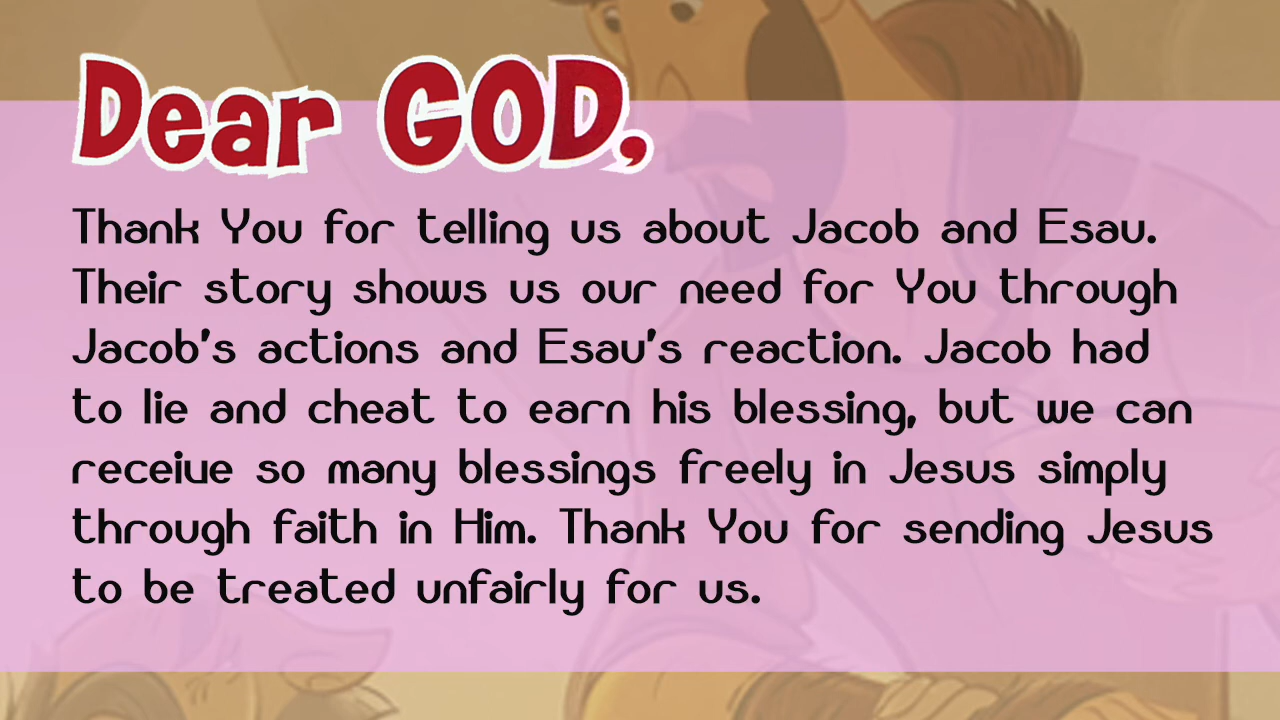 Dear GOD,
Thank You for telling us about Jacob and Esau.
Their story shows us our need for You through
Jacob's actions and Esau's reaction. Jacob had
to lie and cheat to earn his blessing, but we can
receive so many blessings freely in Jesus simply
through faith in Him. Thank You for sending Jesus
to be treated unfairly for us.